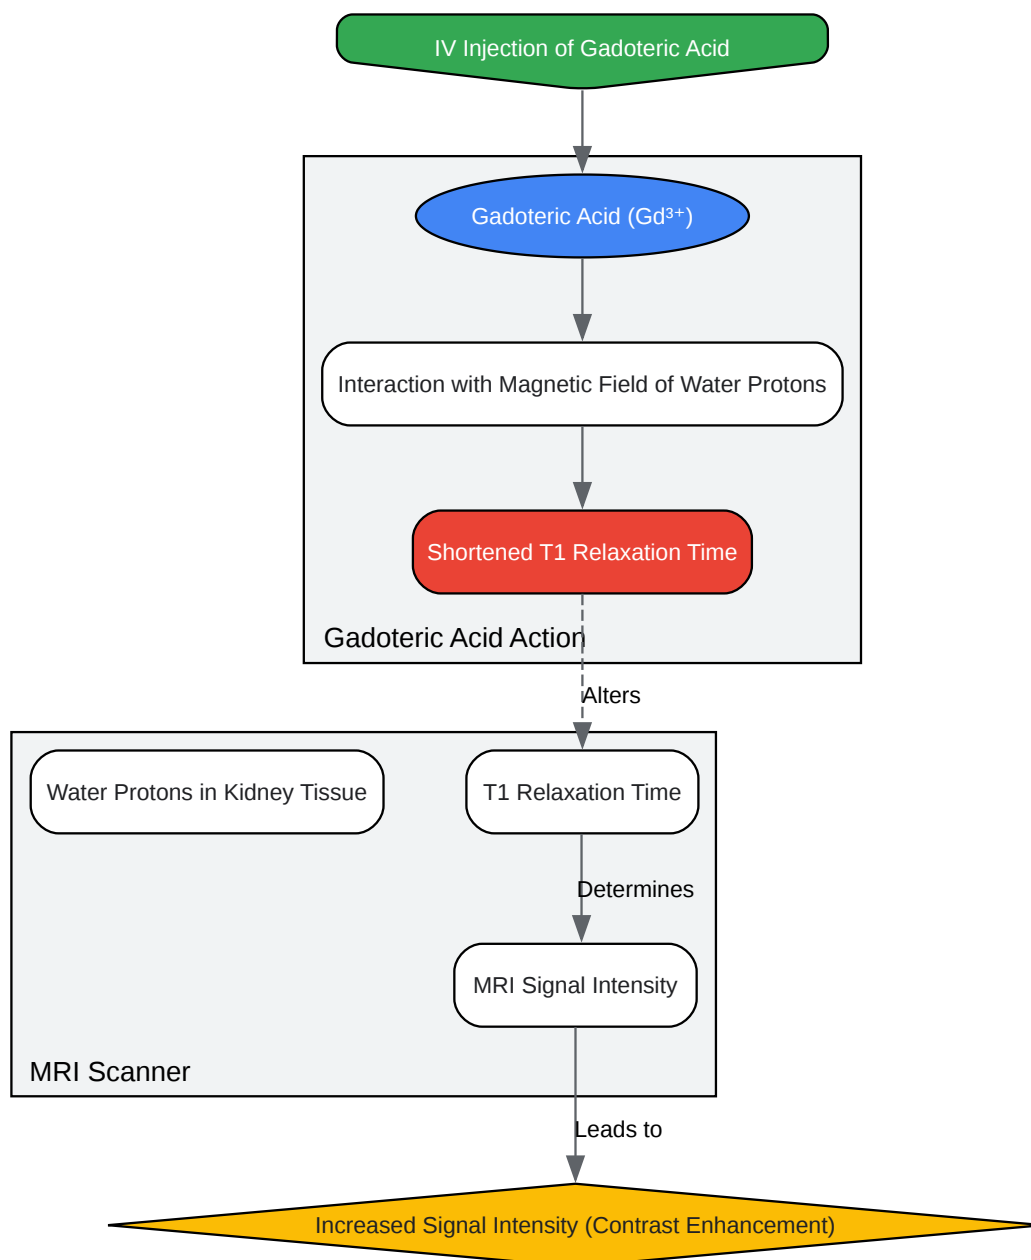 IV Injection of Gadoteric Acid
Gadoteric Acid (Gd³⁺)
Interaction with Magnetic Field of Water Protons
Shortened T1 Relaxation Time
Gadoteric Acid Action
Alters
Water Protons in Kidney Tissue
T1 Relaxation Time
Determines
MRI Signal Intensity
MRI Scanner
Leads to
Increased Signal Intensity (Contrast Enhancement)